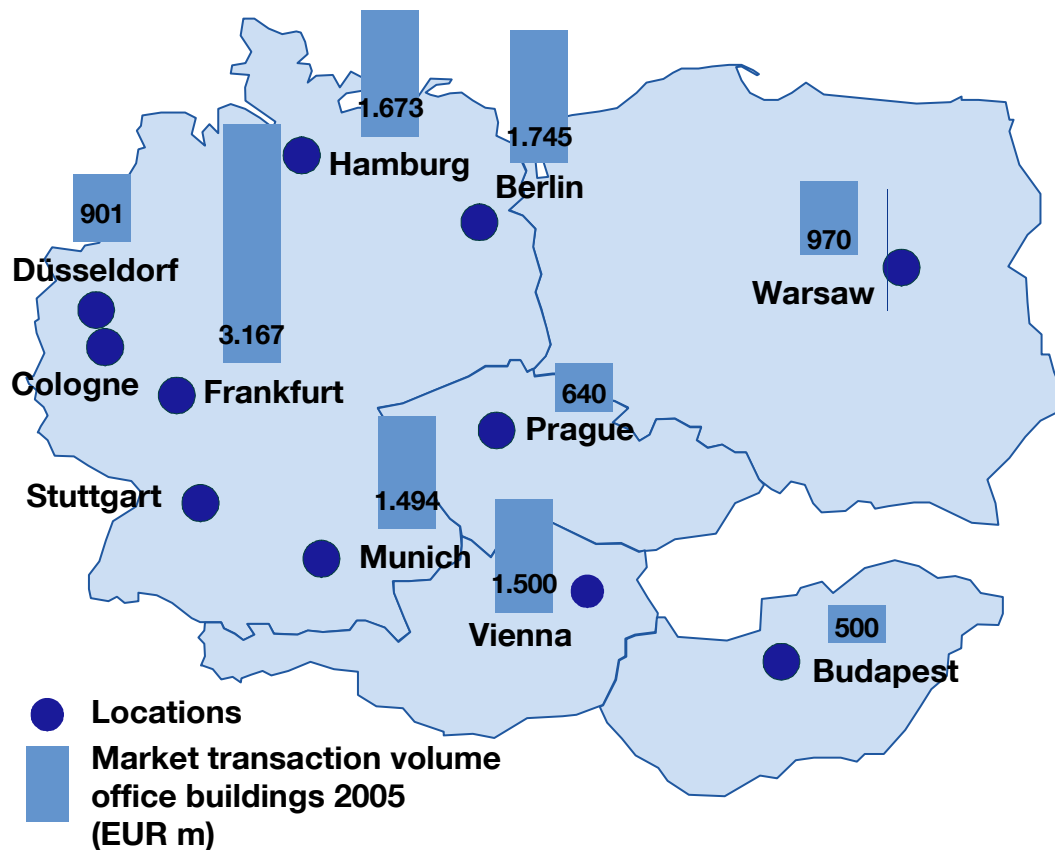 1.673
Hamburg
1.745
Berlin
901
Düsseldorf
970
Warsaw
3.167
Frankfurt
Cologne
640
Prague
Stuttgart
1.494
Munich
1.500
Vienna
500
Budapest
Locations
Market transaction volume
office buildings 2005
(EUR m)